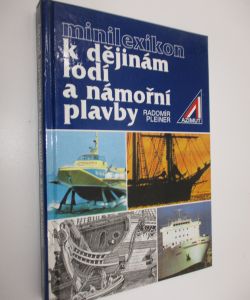 minilexikon
k dějinám
lodí
a námořní
plavby
RADOMÍR
PLEINER
AZIMUT